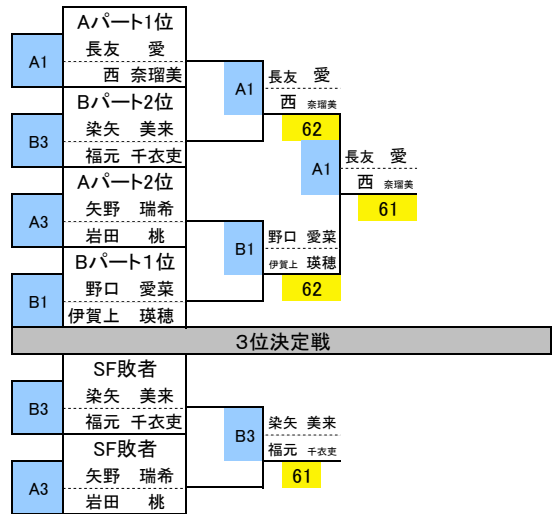 Aパート1位
A1
長友 愛
西 奈瑠美
Bパート2位
B3
染矢 美来
福元 千衣吏
Aパート2位
A3
矢野 瑞希
岩田 桃
Bパート1位
B1
野口 愛菜
伊賀上 瑛穂
A1
長友 愛
西 奈瑠美
62
B1
野口 愛菜
伊賀上 瑛穂
62
A1
長友 愛
西 奈瑠美
61
3位決定戦
SF敗者
B3
染矢 美来
福元 千衣吏
SF敗者
A3
矢野 瑞希
岩田 桃
B3
染矢 美来
福元 千衣吏
61